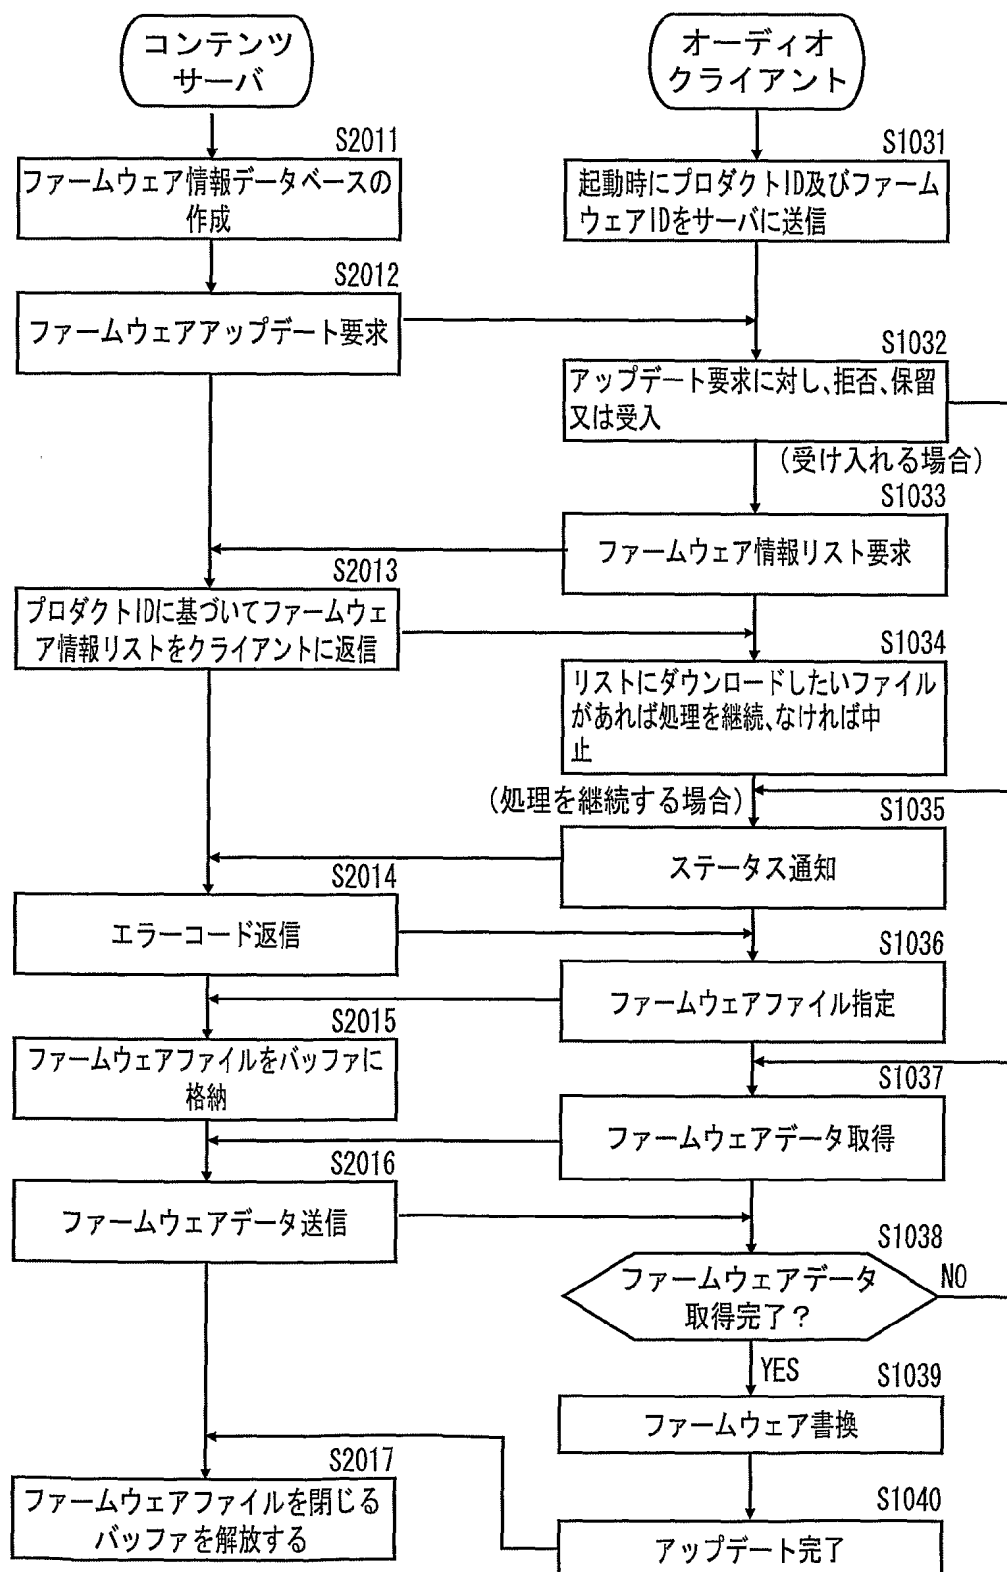 コンテンツ
サーバ
オーディオ
クライアント
S2011
ファームウェア情報データベースの
作成
S1031
起動時にプロダクトID及びファーム
ウェアIDをサーバに送信
S2012
ファームウェアアップデート要求
S1032
アップデート要求に対し、拒否、保留
又は受入
(受け入れる場合)
S1033
ファームウェア情報リスト要求
S2013
プロダクトIDに基づいてファームウェ
ア情報リストをクライアントに返信
S1034
リストにダウンロードしたいファイル
があれば処理を継続、なければ中
止
(処理を継続する場合)
S1035
ステータス通知
S2014
エラーコード返信
S1036
ファームウェアファイル指定
S2015
ファームウェアファイルをバッファに
格納
S1037
ファームウェアデータ取得
S2016
ファームウェアデータ送信
S1038
ファームウェアデータ
取得完了?
NO
YES
S1039
ファームウェア書換
S2017
ファームウェアファイルを閉じる
バッファを解放する
S1040
アップデート完了